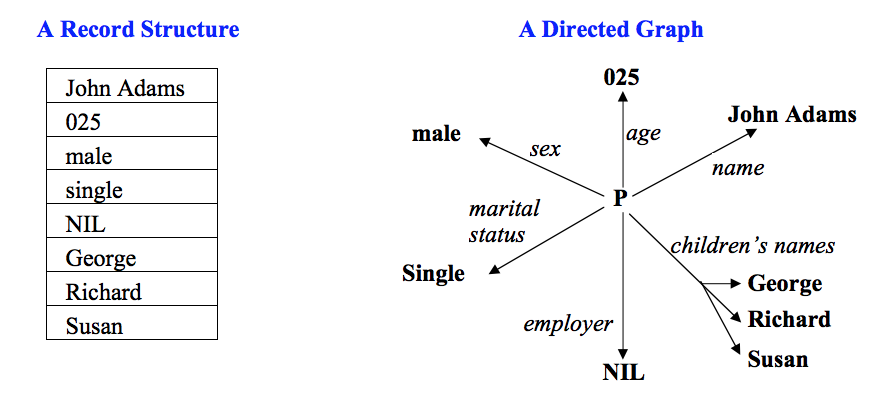 A Record Structure
John Adams
025
male
single
NIL
George
Richard
Susan
A Directed Graph
025
John Adams
male
age
sex
name
P
marital
status
children’s names
Single
George
Richard
employer
Susan
NIL